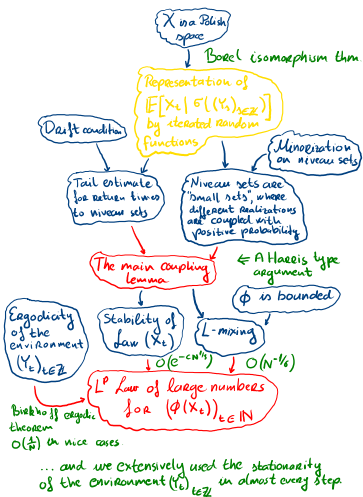 X is a Polish
space
Borel isomorphism thm.
Representation of
E[X_t | σ((Y_s)_{s∈Z})]
by iterated random
functions
Drift condition
Minorization
on niveau sets
Tail estimate
for return times
to niveau sets
Niveau sets are
"small sets", where
different realizations
are coupled with
positive probability
The main coupling
lemma
⇐ A Harris type
argument
Φ is bounded
Ergodicity
of the
environment
(Y_t)_{t∈Z}
Stability of
law (X_t)
L-mixing
O(N^{-1/6})
L^p Law of large numbers
for (Φ(X_t))_{t∈IN}
Birkhoff ergodic
theorem
O(1/N) in nice cases
... and we extensively used the stationarity
of the environment (Y_t)_{t∈Z} in almost every step.